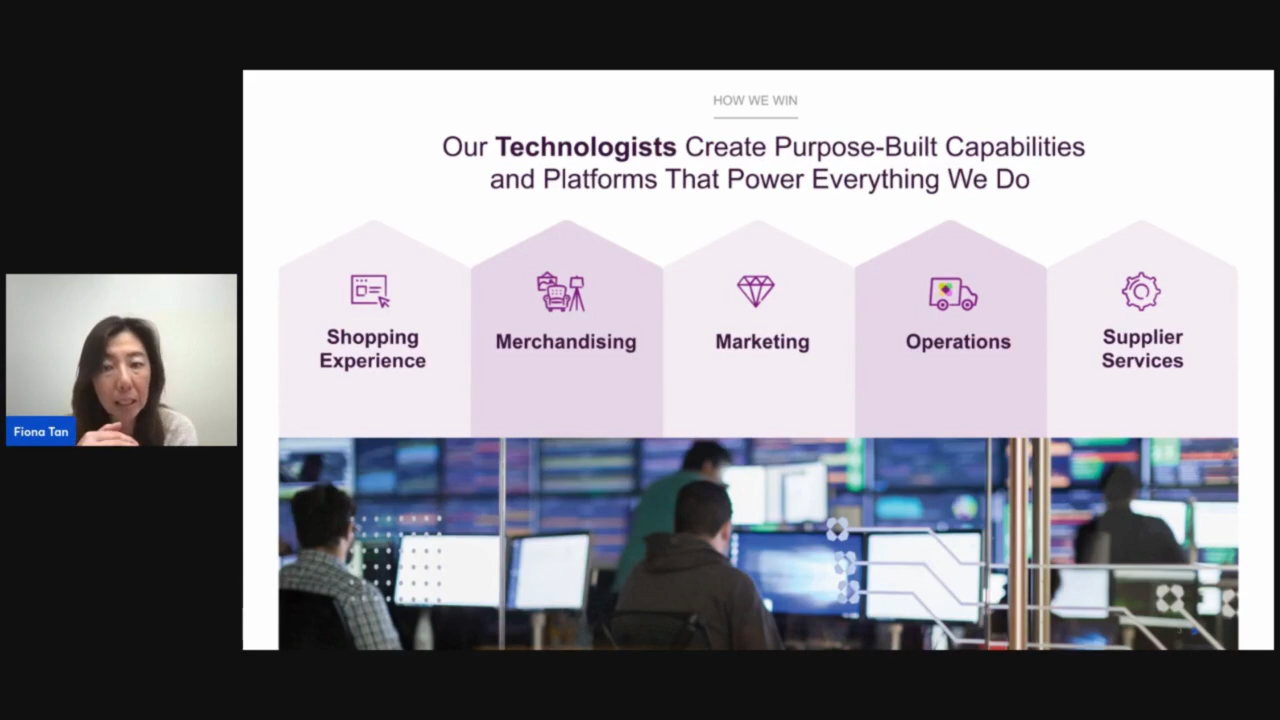 HOW WE WIN
Our Technologists Create Purpose-Built Capabilities
and Platforms That Power Everything We Do
Shopping
Experience
Merchandising
Marketing
Operations
Supplier
Services
Fiona Tan